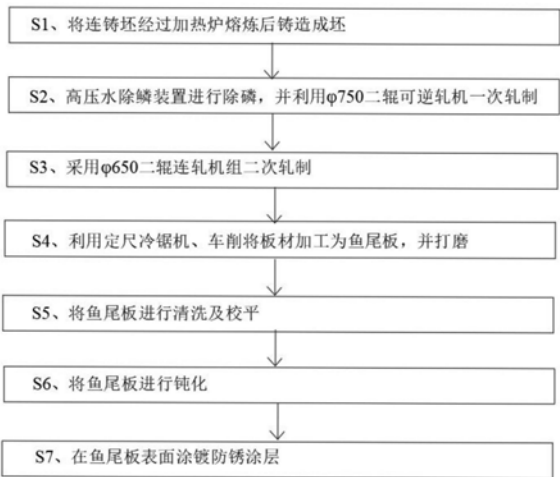 S1、将连铸坯经过加热炉熔炼后铸造成坯
S2、高压水除鳞装置进行除磷，并利用φ750二辊可逆轧机一次轧制
S3、采用φ650二辊连轧机组二次轧制
S4、利用定尺冷锯机、车削将板材加工为鱼尾板，并打磨
S5、将鱼尾板进行清洗及校平
S6、将鱼尾板进行钝化
S7、在鱼尾板表面涂镀防锈涂层